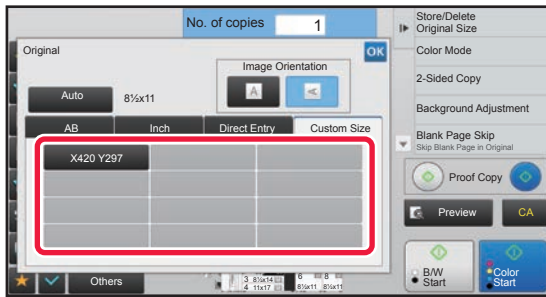 No. of copies 1
Store/Delete
Original Size
Original
OK
Color Mode
Image Orientation
A A
2-Sided Copy
Auto
8½x11
Background Adjustment
AB Inch Direct Entry Custom Size
Blank Page Skip
Skip Blank Page in Original
X420 Y297
Proof Copy
Preview
CA
B/W
Start
Color
Start
Others
3 8½x14
4 11x17
6
8½x11
8
8½x11